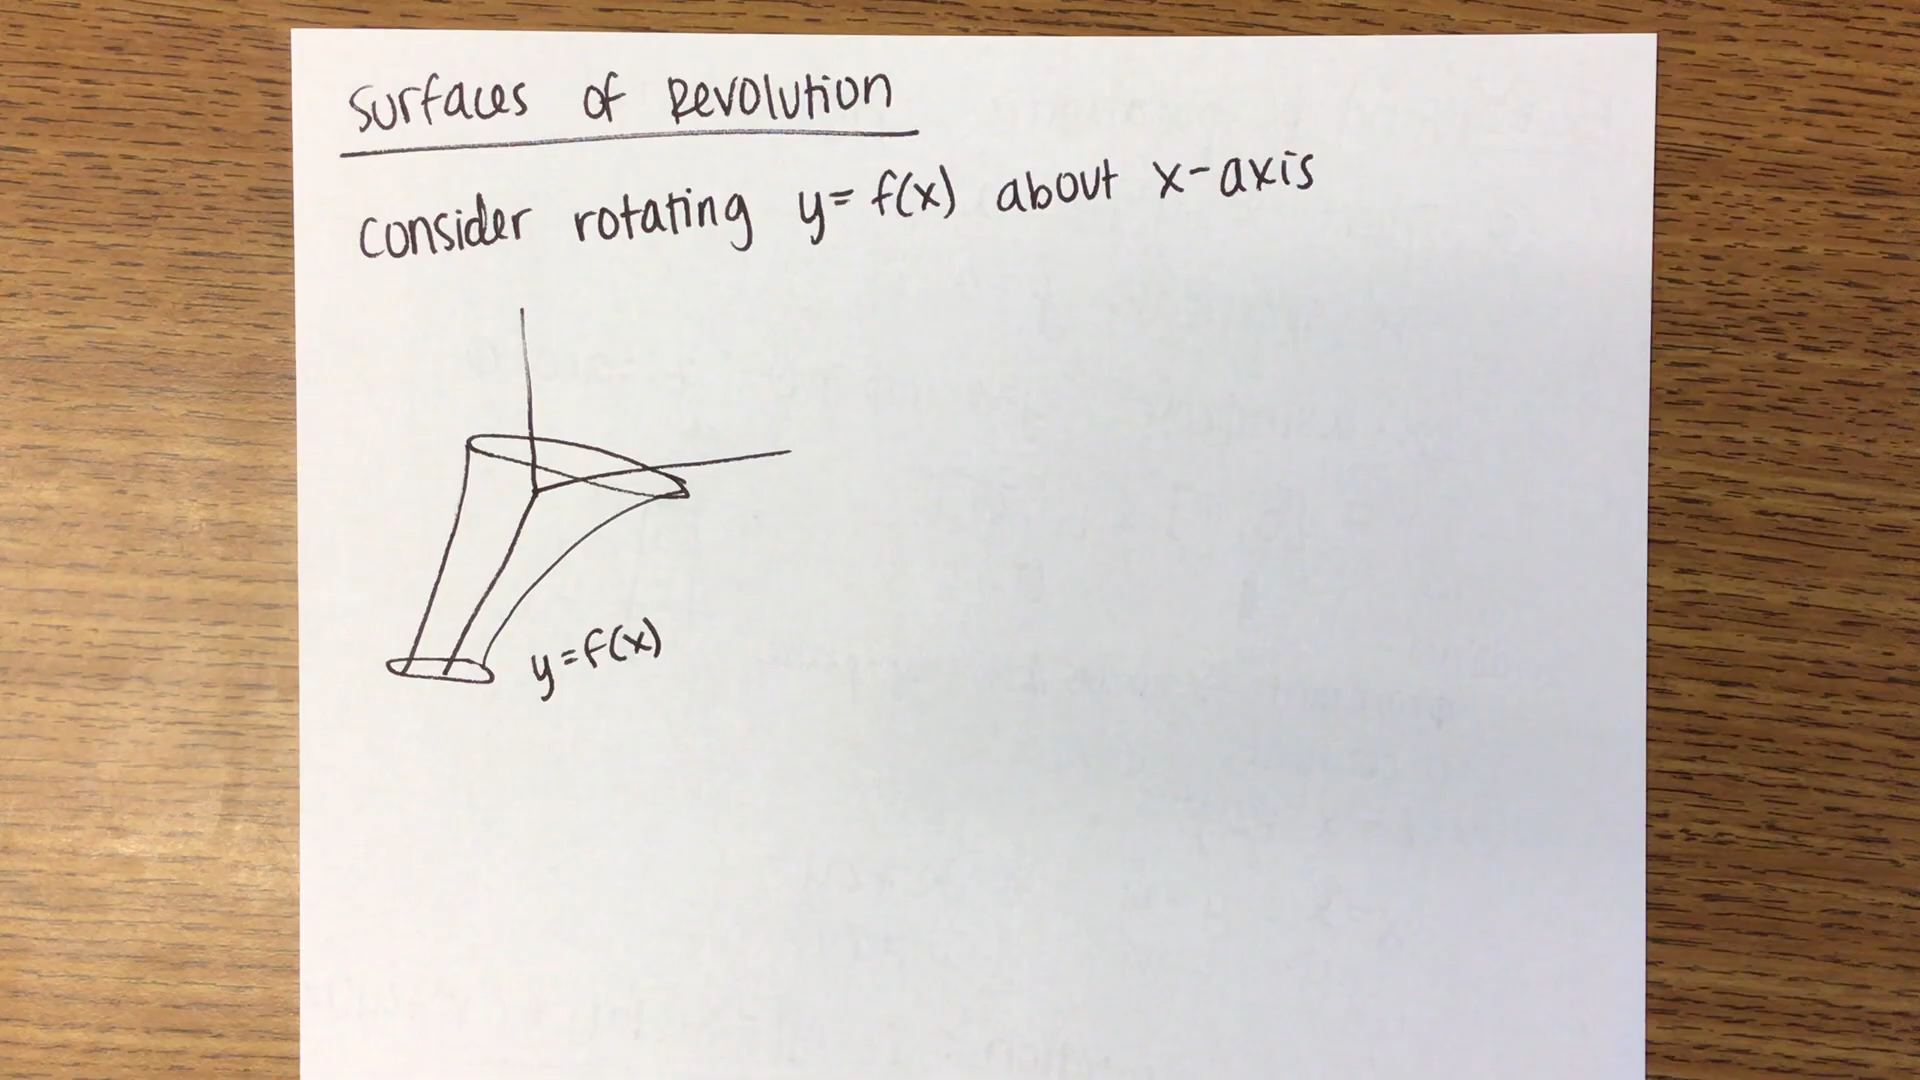 Surfaces of Revolution
consider rotating y=f(x) about x-axis
y=f(x)